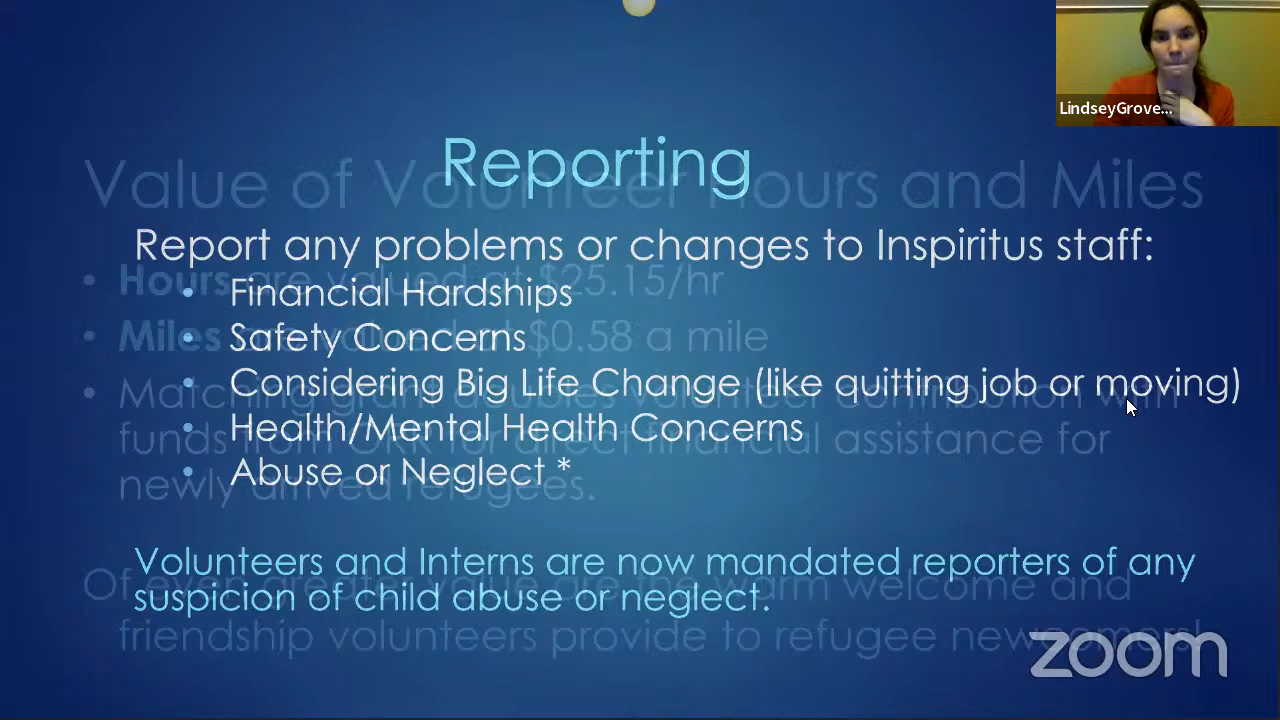 LindseyGrove...
Reporting
Value of Volunteer Hours and Miles
Report any problems or changes to Inspiritus staff:
• Hours are valued at $25.15/hr
• Financial Hardships
• Miles are valued at $0.58 a mile
• Safety Concerns
• Considering Big Life Change (like quitting job or moving)
• Matching grant doubles volunteer contribution with
• Health/Mental Health Concerns
funds from ORR for direct financial assistance for
• Abuse or Neglect *
newly arrived refugees.
Volunteers and Interns are now mandated reporters of any
Of even greater value are the warm welcome and
suspicion of child abuse or neglect.
friendship volunteers provide to refugee newcomers!
zoom